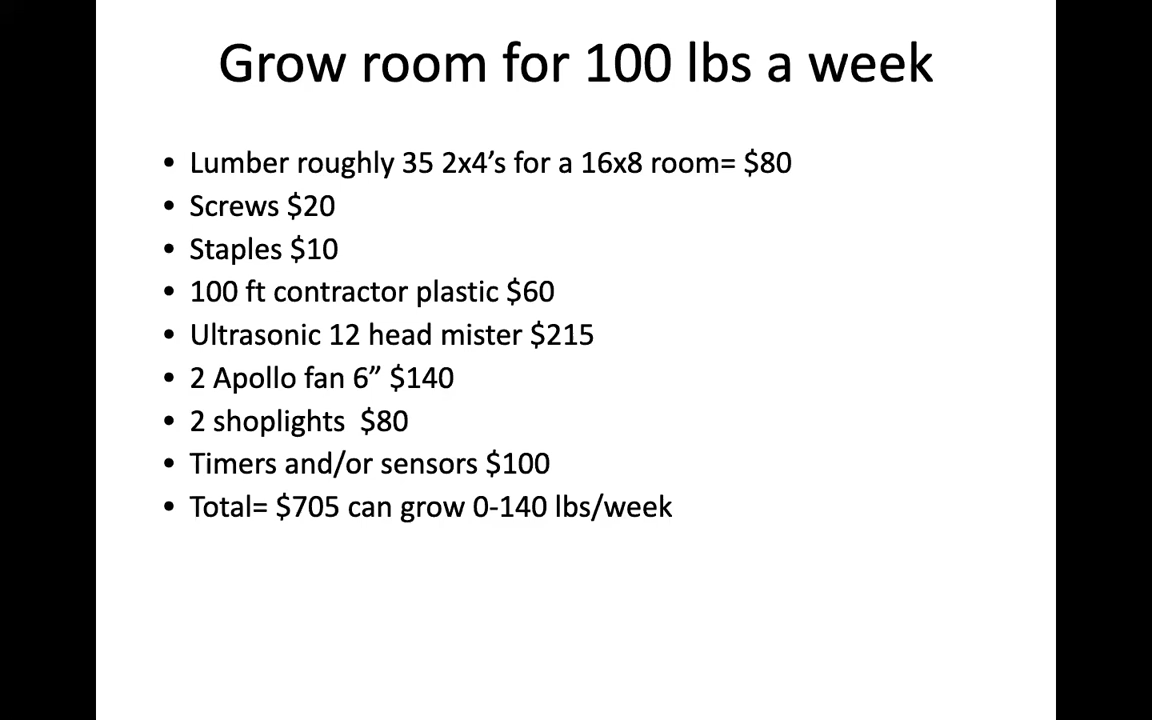 Grow room for 100 lbs a week
• Lumber roughly 35 2x4’s for a 16x8 room= $80
• Screws $20
• Staples $10
• 100 ft contractor plastic $60
• Ultrasonic 12 head mister $215
• 2 Apollo fan 6” $140
• 2 shoplights  $80
• Timers and/or sensors $100
• Total= $705 can grow 0-140 lbs/week